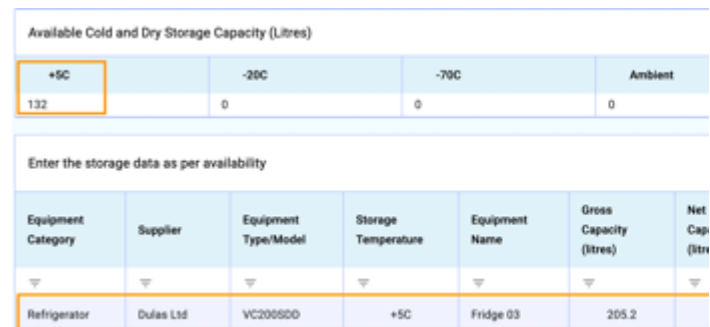 Available Cold and Dry Storage Capacity (Litres)
+5C -20C -70C Ambient
132 0 0 0
Enter the storage data as per availability
Equipment Category Supplier Equipment Type/Model Storage Temperature Equipment Name Gross Capacity (litres) Net
Refrigerator Dulas Ltd VC200SDD +5C Fridge 03 205.2